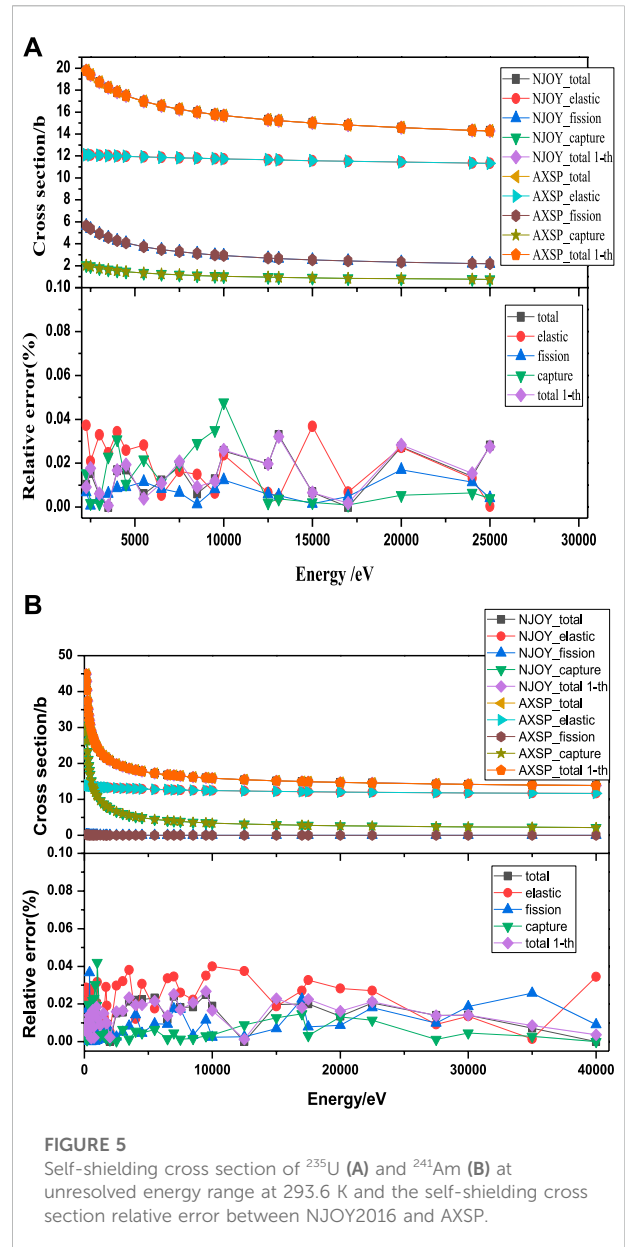 A
20
18
16
14
12
10
8
6
4
2
Cross section/b
NJOY_total
NJOY_elastic
NJOY_fission
NJOY_capture
NJOY_total 1-th
AXSP_total
AXSP_elastic
AXSP_fission
AXSP_capture
AXSP_total 1-th
0.10
0.08
0.06
0.04
0.02
0.00
Relative error(%)
total
elastic
fission
capture
total 1-th
5000 10000 15000 20000 25000 30000
Energy /eV
B
50
40
30
20
10
0
Cross section/b
NJOY_total
NJOY_elastic
NJOY_fission
NJOY_capture
NJOY_total 1-th
AXSP_total
AXSP_elastic
AXSP_fission
AXSP_capture
AXSP_total 1-th
0.10
0.08
0.06
0.04
0.02
0.00
Relative error(%)
total
elastic
fission
capture
total 1-th
0 10000 20000 30000 40000
Energy/eV
FIGURE 5
Self-shielding cross section of ²³⁵U (A) and ²⁴¹Am (B) at
unresolved energy range at 293.6 K and the self-shielding cross
section relative error between NJOY2016 and AXSP.